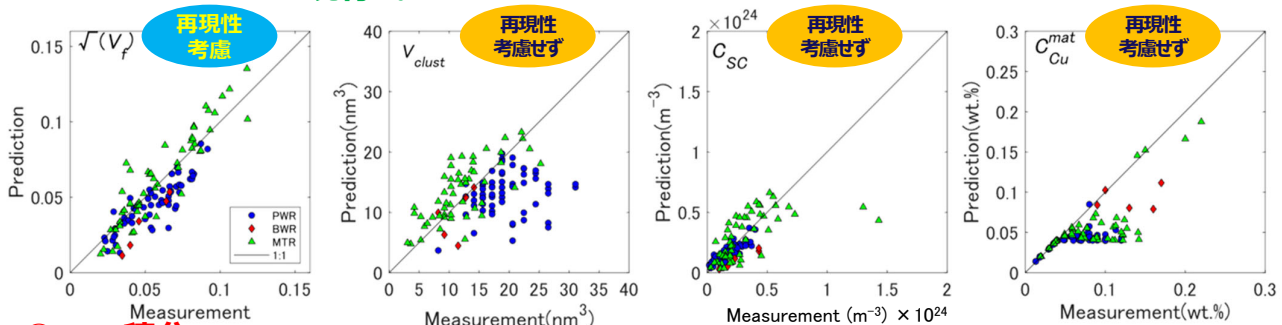 √(V_f)
再現性
考慮
0.15
0.1
0.05
0
Prediction
0
0.05
0.1
0.15
Measurement
PWR
BWR
MTR
1:1
V_clust
再現性
考慮せず
40
30
20
10
0
Prediction(nm³)
0
5
10
15
20
25
30
35
40
Measurement(nm³)
×10²⁴
C_SC
再現性
考慮せず
2
1.5
1
0.5
0
Prediction(m⁻³)
0
0.5
1
1.5
2
Measurement (m⁻³) ×10²⁴
C_Cu^mat
再現性
考慮せず
0.3
0.25
0.2
0.15
0.1
0.05
0
Prediction(wt.%)
0
0.1
0.2
0.3
Measurement(wt.%)